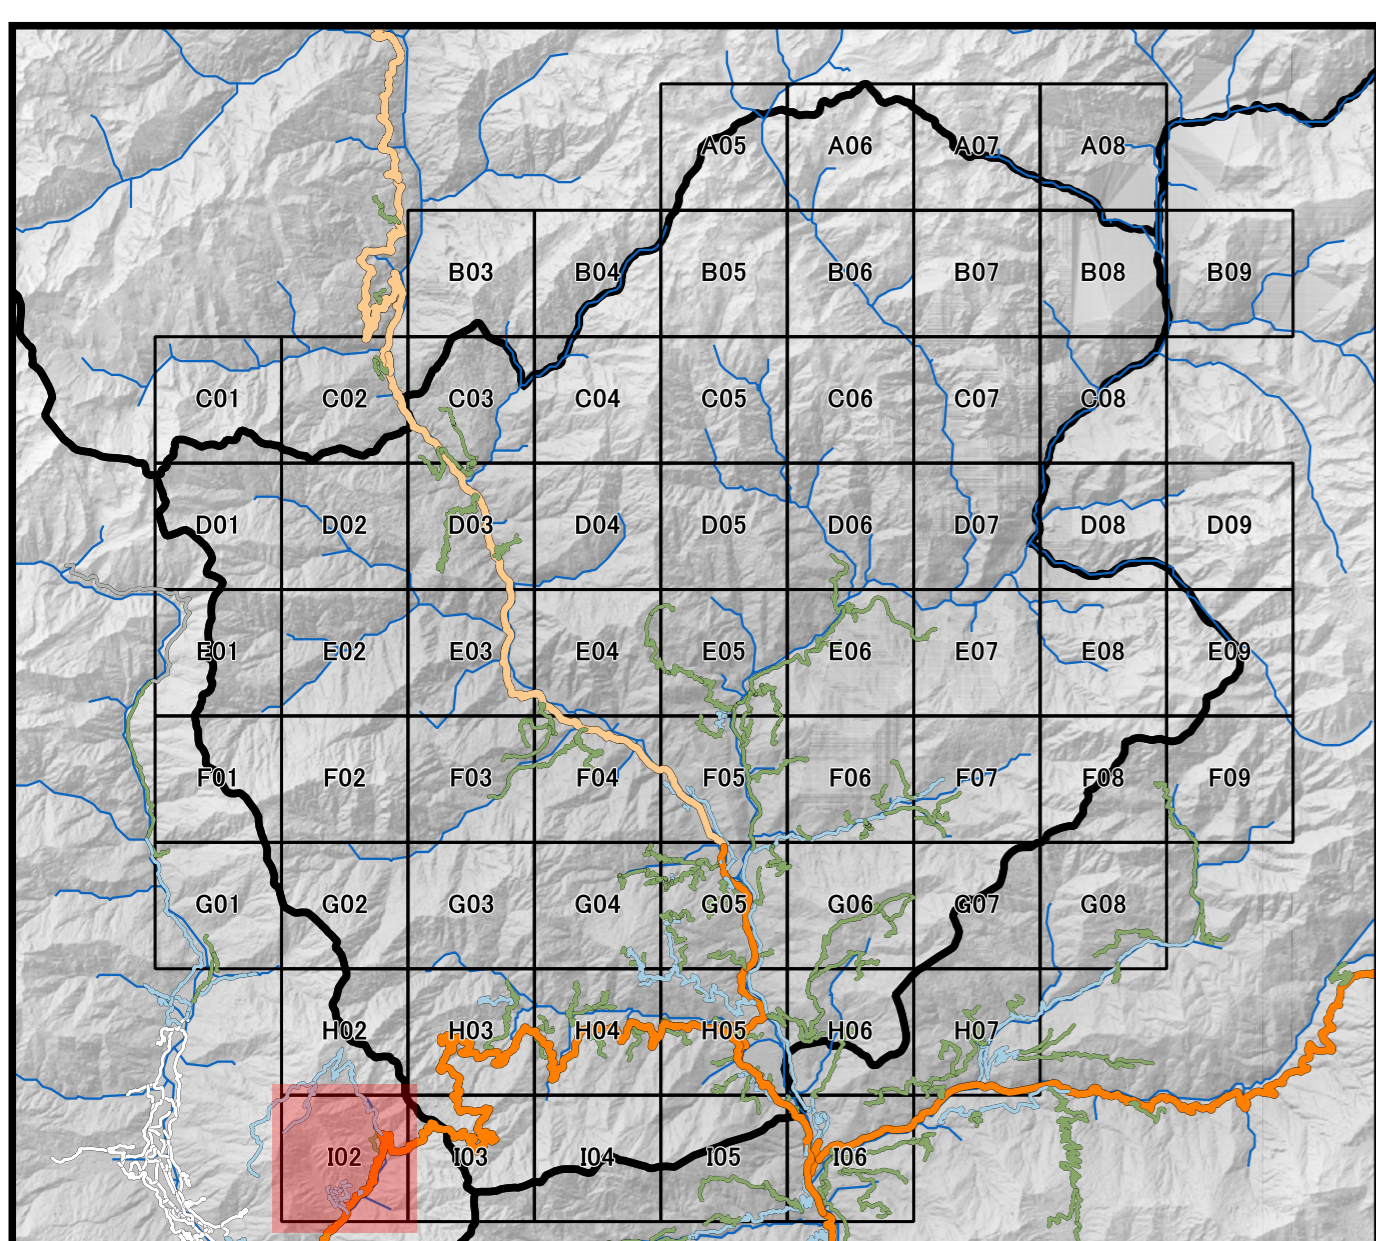 A05 A06 A07 A08
B03 B04 B05 B06 B07 B08 B09
C01 C02 C03 C04 C05 C06 C07 C08
D01 D02 D03 D04 D05 D06 D07 D08 D09
E01 E02 E03 E04 E05 E06 E07 E08 E09
F01 F02 F03 F04 F05 F06 F07 F08 F09
G01 G02 G03 G04 G05 G06 G07 G08
H02 H03 H04 H05 H06 H07
I02 I03 I04 I05 I06